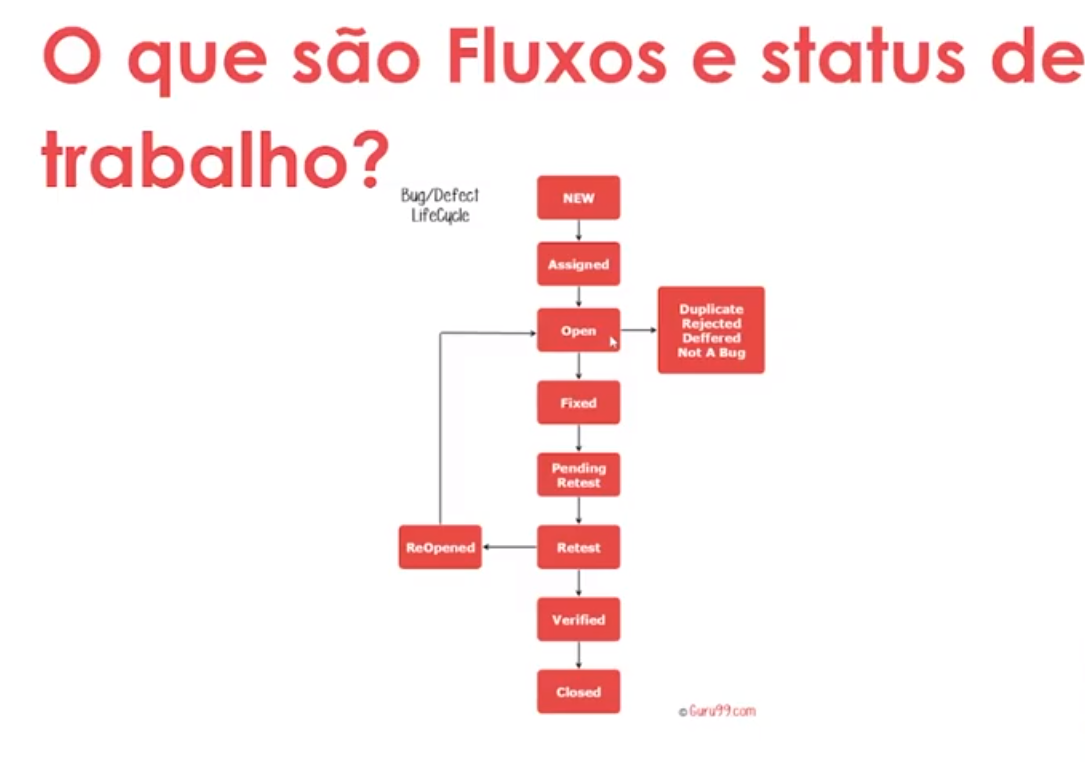 O que são Fluxos e status de
trabalho?
Bug/Defect
LifeCycle
NEW
Assigned
Open
Duplicate
Rejected
Deffered
Not A Bug
Fixed
Pending
Retest
ReOpened
Retest
Verified
Closed
© Guru99.com